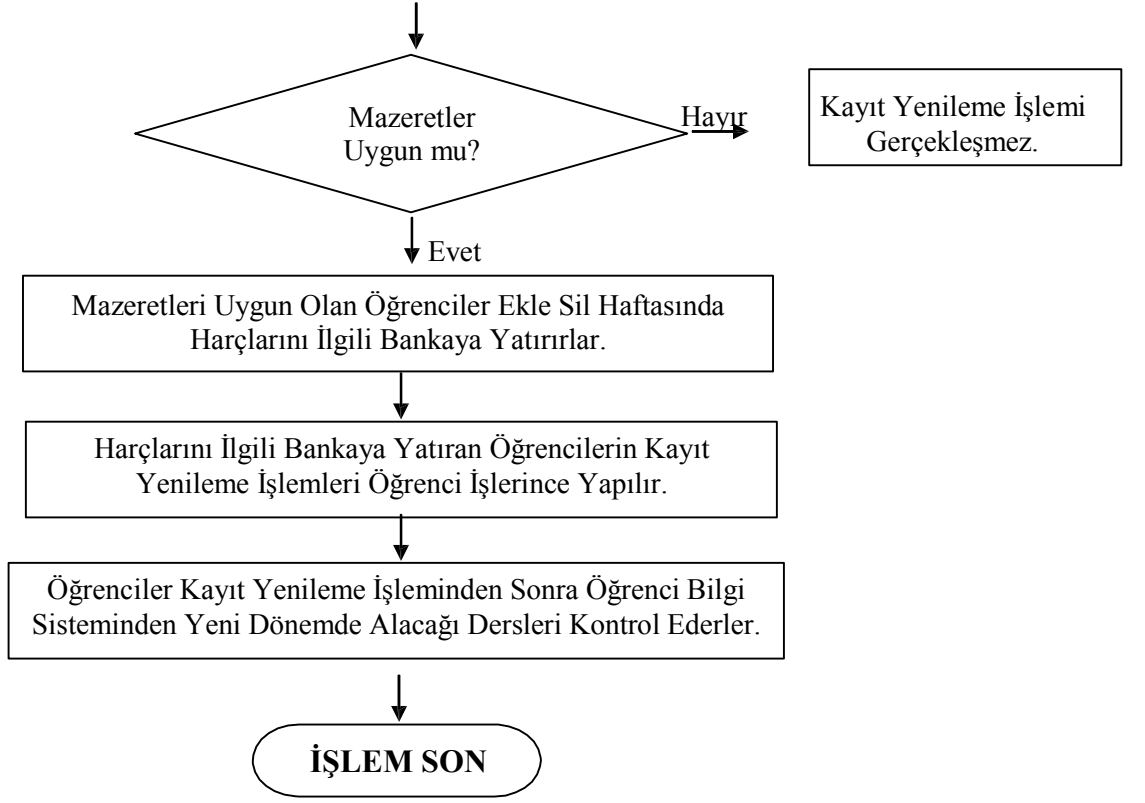 Mazeretler
Uygun mu?
Hayır
Kayıt Yenileme İşlemi
Gerçekleşmez.
Evet
Mazeretleri Uygun Olan Öğrenciler Ekle Sil Haftasında
Harçlarını İlgili Bankaya Yatırırlar.
Harçlarını İlgili Bankaya Yatıran Öğrencilerin Kayıt
Yenileme İşlemleri Öğrenci İşlerince Yapılır.
Öğrenciler Kayıt Yenileme İşleminden Sonra Öğrenci Bilgi
Sisteminden Yeni Dönemde Alacağı Dersleri Kontrol Ederler.
İŞLEM SON